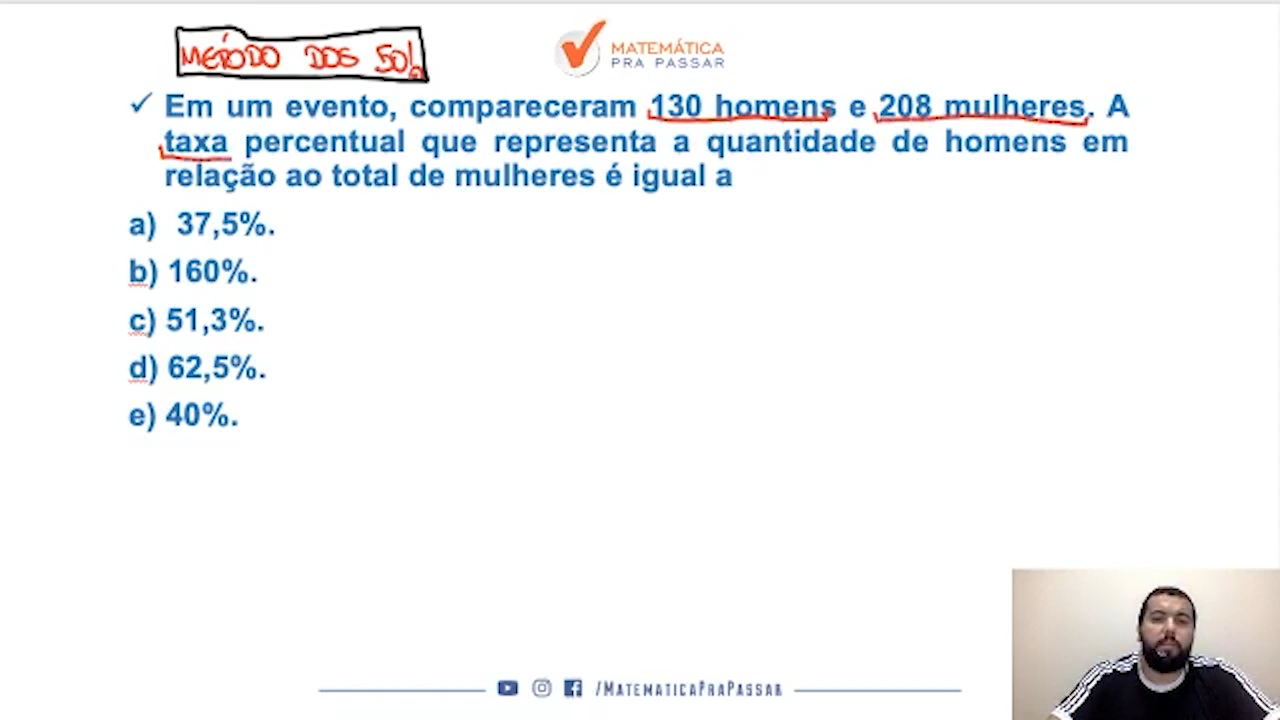 MÉTODO DOS 50!
MATEMÁTICA
PRA PASSAR
✓ Em um evento, compareceram 130 homens e 208 mulheres. A
taxa percentual que representa a quantidade de homens em
relação ao total de mulheres é igual a
a) 37,5%.
b) 160%.
c) 51,3%.
d) 62,5%.
e) 40%.
/MATEMATICAPRAPASSAR